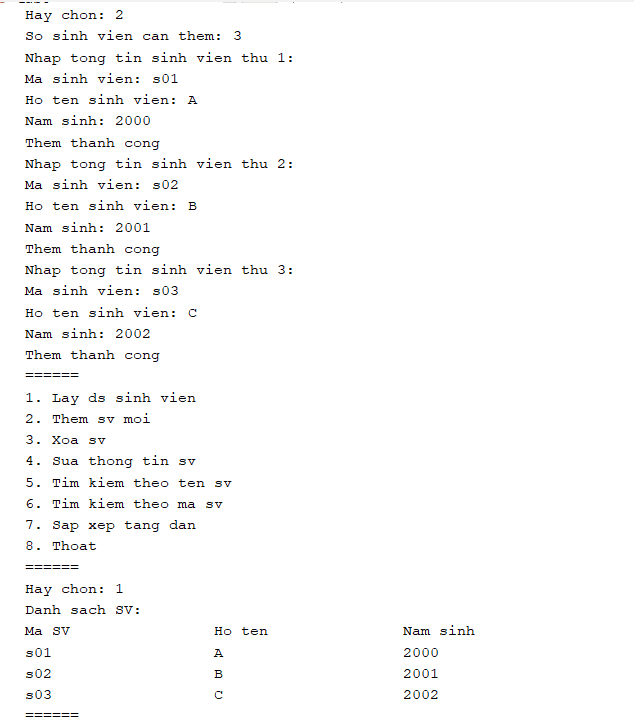 Hay chon: 2
So sinh vien can them: 3
Nhap tong tin sinh vien thu 1:
Ma sinh vien: s01
Ho ten sinh vien: A
Nam sinh: 2000
Them thanh cong
Nhap tong tin sinh vien thu 2:
Ma sinh vien: s02
Ho ten sinh vien: B
Nam sinh: 2001
Them thanh cong
Nhap tong tin sinh vien thu 3:
Ma sinh vien: s03
Ho ten sinh vien: C
Nam sinh: 2002
Them thanh cong
======
1. Lay ds sinh vien
2. Them sv moi
3. Xoa sv
4. Sua thong tin sv
5. Tim kiem theo ten sv
6. Tim kiem theo ma sv
7. Sap xep tang dan
8. Thoat
======
Hay chon: 1
Danh sach SV:
Ma SV Ho ten Nam sinh
s01 A 2000
s02 B 2001
s03 C 2002
======